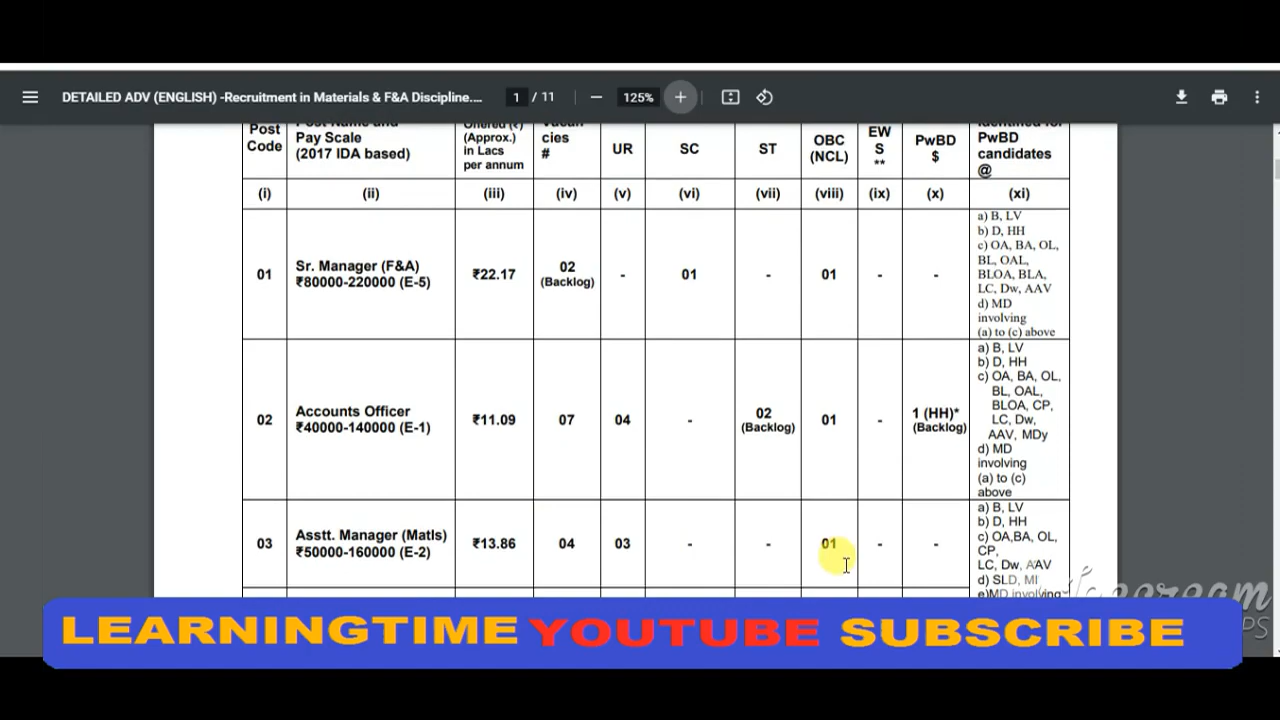 DETAILED ADV (ENGLISH) -Recruitment in Materials & F&A Discipline....
1 / 11
125%
Post
Code
Post Name and
Pay Scale
(2017 IDA based)
Offered (₹)
(Approx.)
in Lacs
per annum
Vacan
cies
#
UR
SC
ST
OBC
(NCL)
EW
S
**
PwBD
$
Identified for
PwBD
candidates
@
(i)
(ii)
(iii)
(iv)
(v)
(vi)
(vii)
(viii)
(ix)
(x)
(xi)
01
Sr. Manager (F&A)
₹80000-220000 (E-5)
₹22.17
02
(Backlog)
-
01
-
01
-
-
a) B, LV
b) D, HH
c) OA, BA, OL,
BL, OAL,
BLOA, BLA,
LC, Dw, AAV
d) MD
involving
(a) to (c) above
02
Accounts Officer
₹40000-140000 (E-1)
₹11.09
07
04
-
02
(Backlog)
01
-
1 (HH)*
(Backlog)
a) B, LV
b) D, HH
c) OA, BA, OL,
BL, OAL,
BLOA, CP,
LC, Dw,
AAV, MDy
d) MD
involving
(a) to (c)
above
03
Asstt. Manager (Matls)
₹50000-160000 (E-2)
₹13.86
04
03
-
-
01
-
-
a) B, LV
b) D, HH
c) OA,BA, OL,
CP,
LC, Dw, AAV
d) SLD, MI
e)MD involving
LEARNINGTIME YOUTUBE SUBSCRIBE